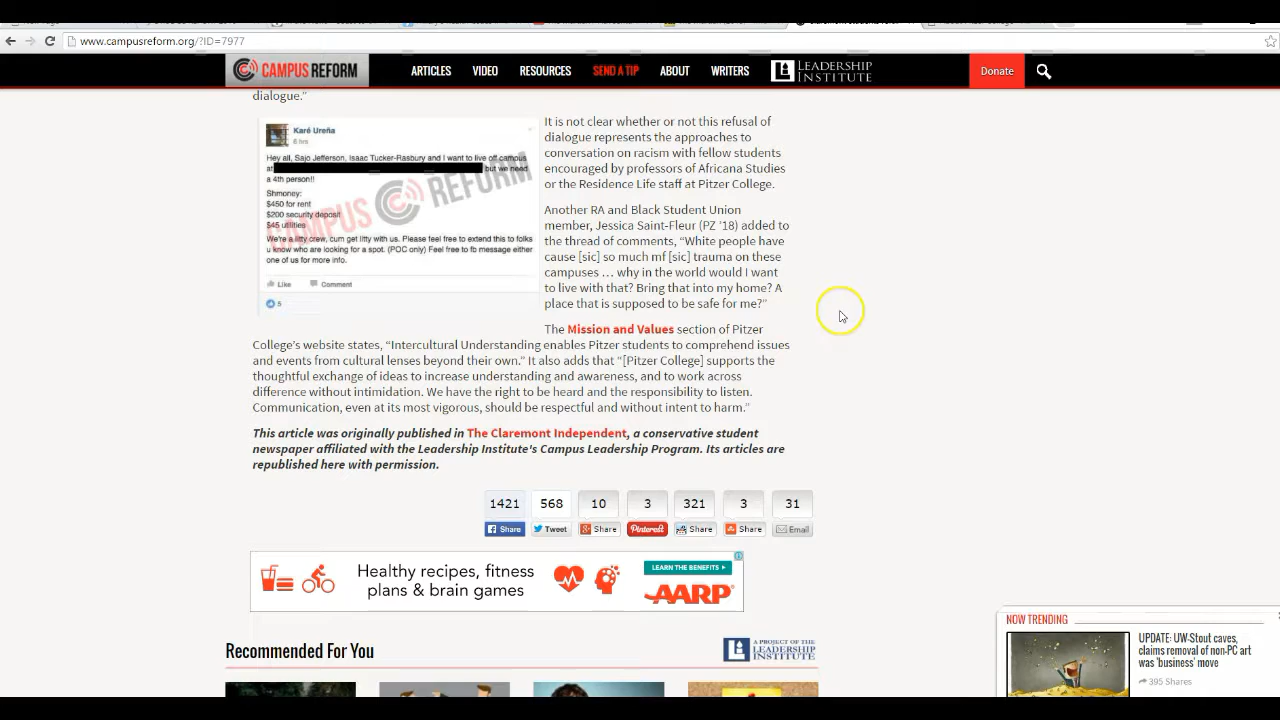 www.campusreform.org/?ID=7977
CAMPUS REFORM
ARTICLES
VIDEO
RESOURCES
SEND A TIP
ABOUT
WRITERS
LEADERSHIP
INSTITUTE
Donate
dialogue.”
Karé Ureña
6 hrs
Hey all, Sajo Jefferson, Isaac Tucker-Rasbury and I want to live off campus
at but we need
a 4th person!!
Shmoney:
$450 for rent
$200 security deposit
$45 utilities
We're a litty crew, cum get litty with us. Please feel free to extend this to folks
u know who are looking for a spot. (POC only) Feel free to fb message either
one of us for more info.
Like Comment
5
CAMPUS REFORM
It is not clear whether or not this refusal of
dialogue represents the approaches to
conversation on racism with fellow students
encouraged by professors of Africana Studies
or the Residence Life staff at Pitzer College.
Another RA and Black Student Union
member, Jessica Saint-Fleur (PZ ‘18) added to
the thread of comments, “White people have
cause [sic] so much mf [sic] trauma on these
campuses … why in the world would I want
to live with that? Bring that into my home? A
place that is supposed to be safe for me?”
The Mission and Values section of Pitzer
College’s website states, “Intercultural Understanding enables Pitzer students to comprehend issues
and events from cultural lenses beyond their own.” It also adds that “[Pitzer College] supports the
thoughtful exchange of ideas to increase understanding and awareness, and to work across
difference without intimidation. We have the right to be heard and the responsibility to listen.
Communication, even at its most vigorous, should be respectful and without intent to harm.”
This article was originally published in The Claremont Independent, a conservative student
newspaper affiliated with the Leadership Institute's Campus Leadership Program. Its articles are
republished here with permission.
1421 568 10 3 321 3 31
Share Tweet Share Pinterest Share Share Email
Healthy recipes, fitness
plans & brain games
LEARN THE BENEFITS
AARP
Recommended For You
A PROJECT OF THE
LEADERSHIP
INSTITUTE
NOW TRENDING
UPDATE: UW-Stout caves,
claims removal of non-PC art
was 'business' move
395 Shares